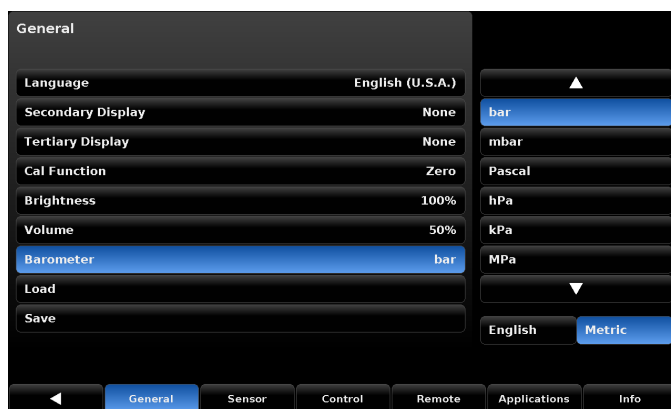 General
Language English (U.S.A.)
Secondary Display None
Tertiary Display None
Cal Function Zero
Brightness 100%
Volume 50%
Barometer bar
Load
Save
bar
mbar
Pascal
hPa
kPa
MPa
English Metric
General Sensor Control Remote Applications Info